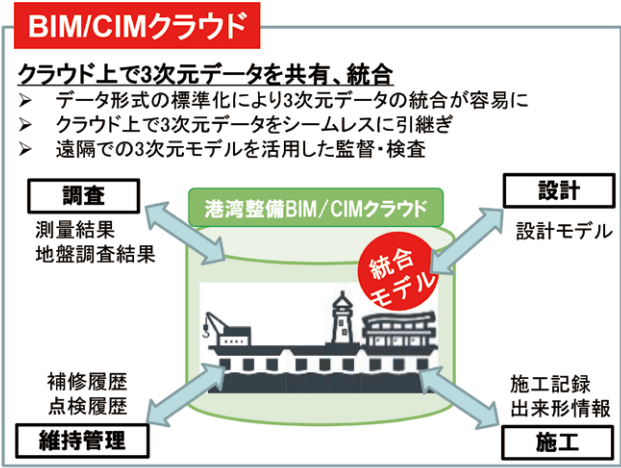 BIM/CIMクラウド
クラウド上で3次元データを共有、統合
➢ データ形式の標準化により3次元データの統合が容易に
➢ クラウド上で3次元データをシームレスに引継ぎ
➢ 遠隔での3次元モデルを活用した監督・検査
調査
測量結果
地盤調査結果
港湾整備BIM/CIMクラウド
設計
設計モデル
統合
モデル
補修履歴
点検履歴
維持管理
施工記録
出来形情報
施工